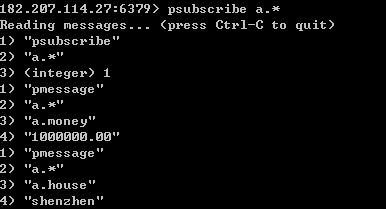 182.207.114.27:6379> psubscribe a.*
Reading messages... (press Ctrl-C to quit)
1) "psubscribe"
2) "a.*"
3) (integer) 1
1) "pmessage"
2) "a.*"
3) "a.money"
4) "1000000.00"
1) "pmessage"
2) "a.*"
3) "a.house"
4) "shenzhen"